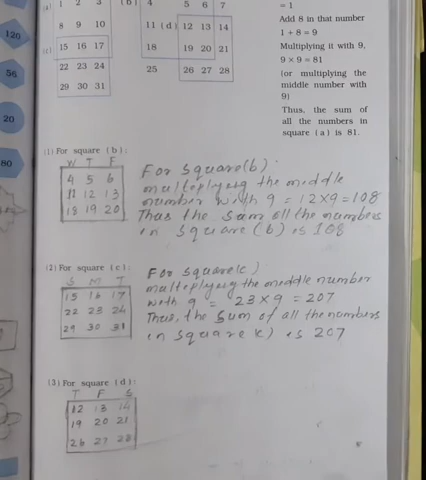 (a) 1 2 3 (b) 4 5 6 7
8 9 10 11 (d) 12 13 14
(c) 15 16 17 18 19 20 21
22 23 24 25 26 27 28
29 30 31
= 1
Add 8 in that number
1 + 8 = 9
Multiplying it with 9,
9 × 9 = 81
(or multiplying the
middle number with
9)
Thus, the sum of
all the numbers in
square (a) is 81.
120
56
20
80
(1) For square (b):
W T F
4 5 6
11 12 13
18 19 20
For square(b)
multeplyeng the middle
number with 9 = 12×9=108
Thus the sum all the numbers
in square (b) is 108
(2) For square (c):
S M T
15 16 17
22 23 24
29 30 31
For square(c)
multeplyeng the meddle number
with 9 = 23×9 = 207
Thus, the sum of all the numbers
in square (c) is 207
(3) For square (d):
T F S
12 13 14
19 20 21
26 27 28